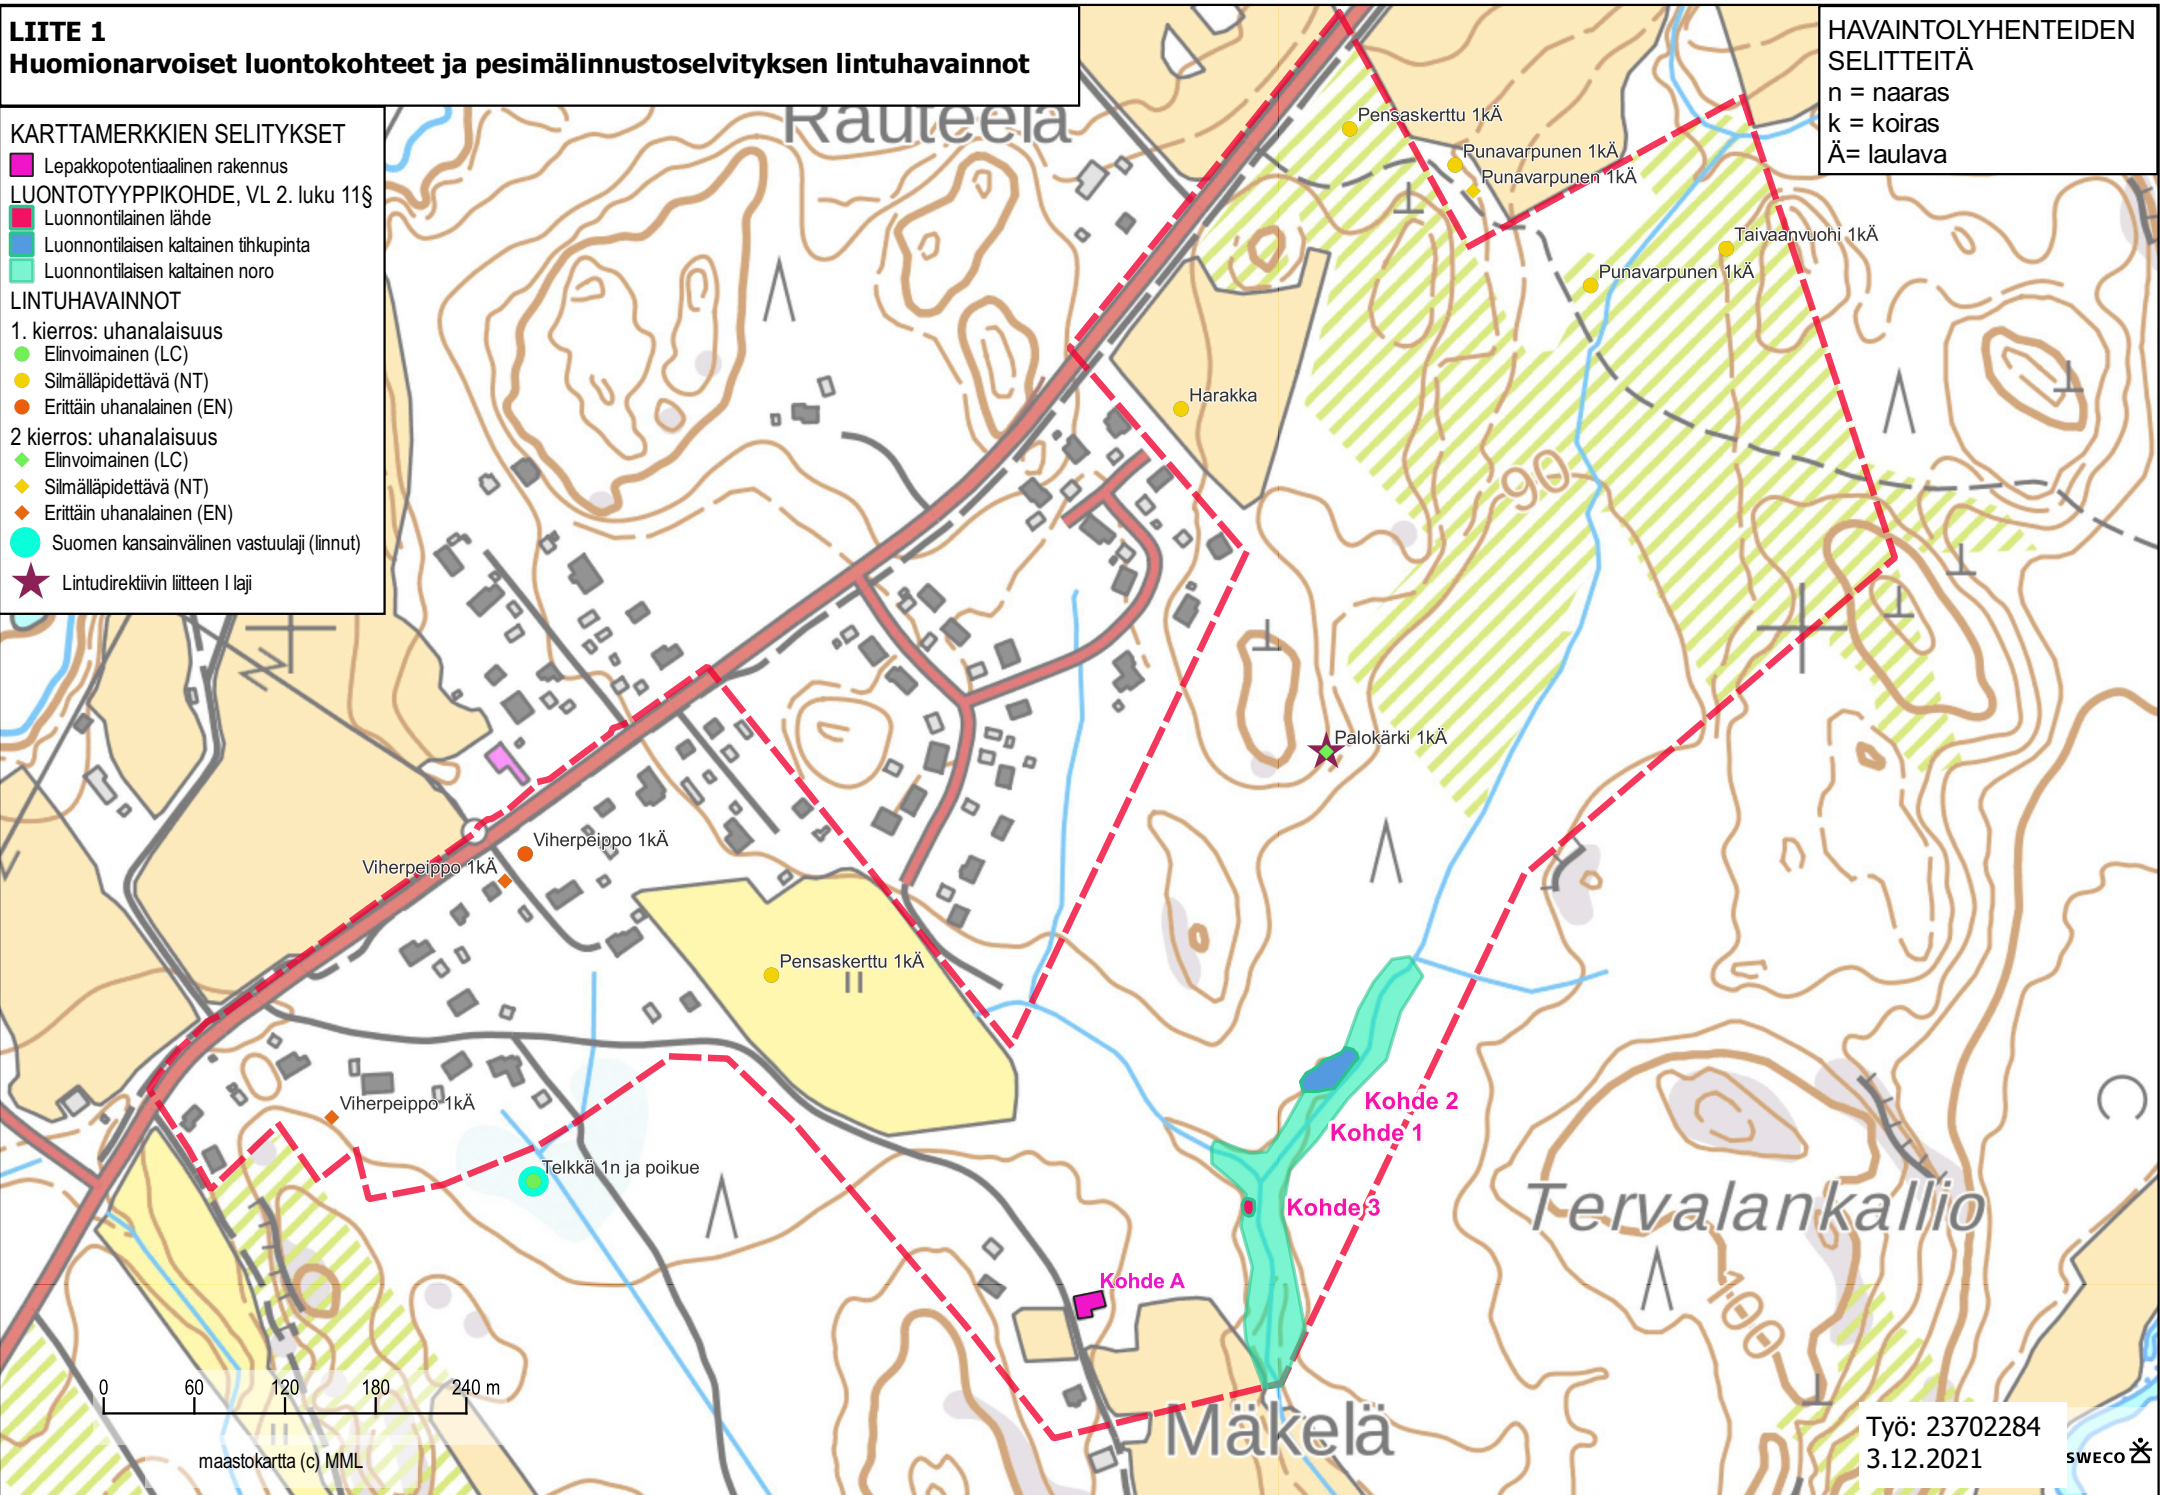 LIITE 1
Huomionarvoiset luontokohteet ja pesimälinnustoselvityksen lintuhavainnot
HAVAINTOLYHENTEIDEN
SELITTEITÄ
n = naaras
k = koiras
Ä= laulava
KARTTAMERKKIEN SELITYKSET
Lepakkopotentiaalinen rakennus
LUONTOTYYPPIKOHDE, VL 2. luku 11§
Luonnontilainen lähde
Luonnontilaisen kaltainen tihkupinta
Luonnontilaisen kaltainen noro
LINTUHAVAINNOT
1. kierros: uhanalaisuus
Elinvoimainen (LC)
Silmälläpidettävä (NT)
Erittäin uhanalainen (EN)
2 kierros: uhanalaisuus
Elinvoimainen (LC)
Silmälläpidettävä (NT)
Erittäin uhanalainen (EN)
Suomen kansainvälinen vastuulaji (linnut)
Lintudirektiivin liitteen I laji
Rauteela
Pensaskerttu 1kÄ
Punavarpunen 1kÄ
Punavarpunen 1kÄ
Taivaanvuohi 1kÄ
Punavarpunen 1kÄ
Harakka
90
Palokärki 1kÄ
Viherpeippo 1kÄ
Viherpeippo 1kÄ
Pensaskerttu 1kÄ
Viherpeippo 1kÄ
Telkkä 1n ja poikue
Kohde 2
Kohde 1
Kohde 3
Kohde A
Tervalankallio
100
Mäkelä
0 60 120 180 240 m
maastokartta (c) MML
Työ: 23702284
3.12.2021
SWECO